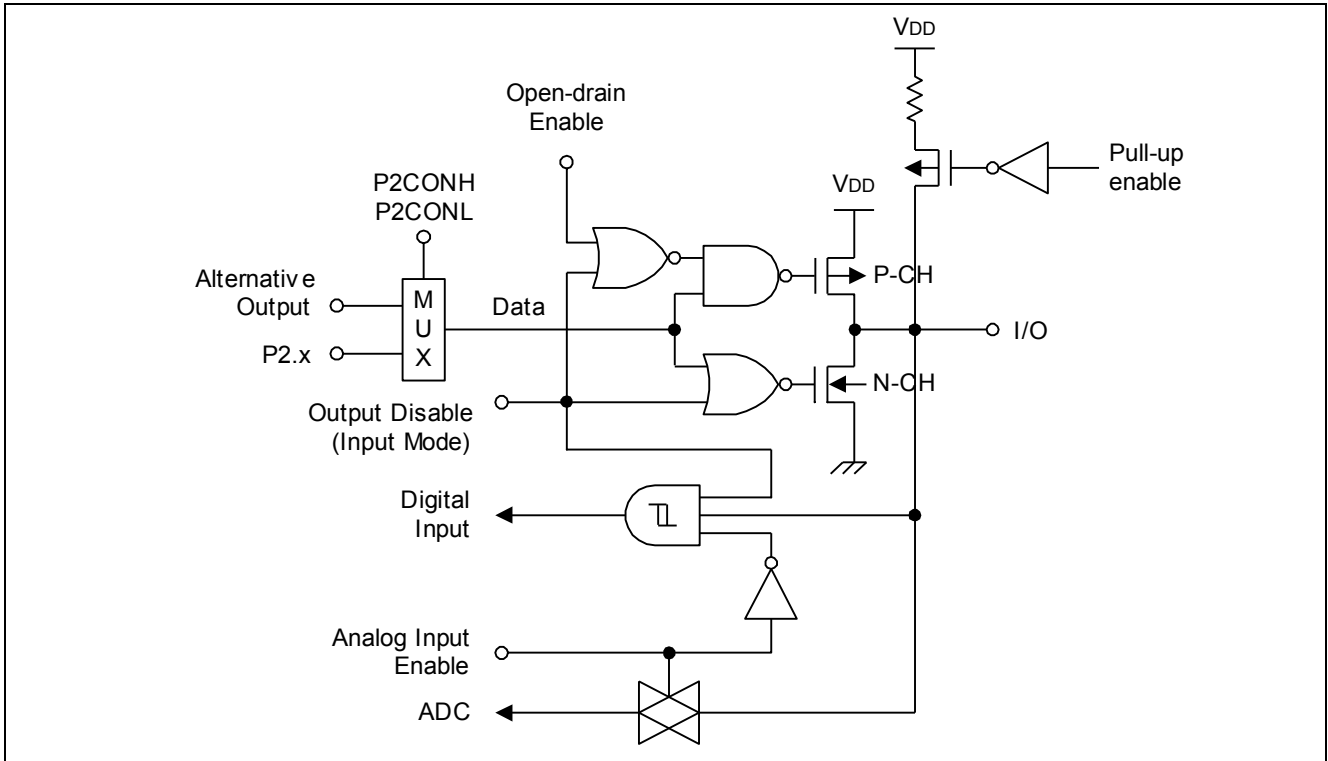 VDD
Open-drain
Enable
Pull-up
enable
P2CONH
P2CONL
VDD
Alternative
Output
M
U
X
Data
P-CH
I/O
P2.x
N-CH
Output Disable
(Input Mode)
Digital
Input
Analog Input
Enable
ADC